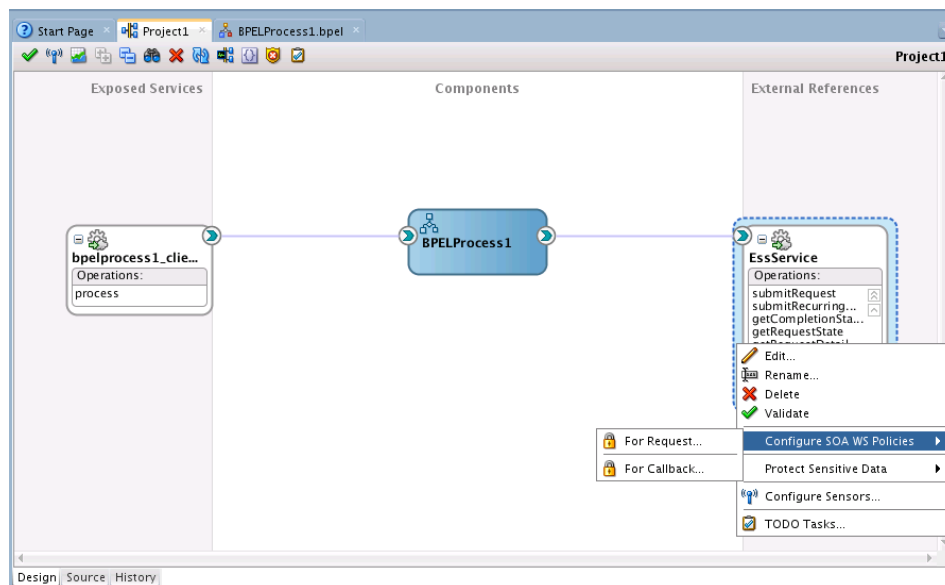 Start Page
Project1
BPELProcess1.bpel
Project1
Exposed Services
Components
External References
bpelprocess1_clie...
Operations:
process
BPELProcess1
EssService
Operations:
submitRequest
submitRecurring...
getCompletionSta...
getRequestState
getRequestDetail
Edit...
Rename...
Delete
Validate
Configure SOA WS Policies
For Request...
For Callback...
Protect Sensitive Data
Configure Sensors...
TODO Tasks...
Design
Source
History